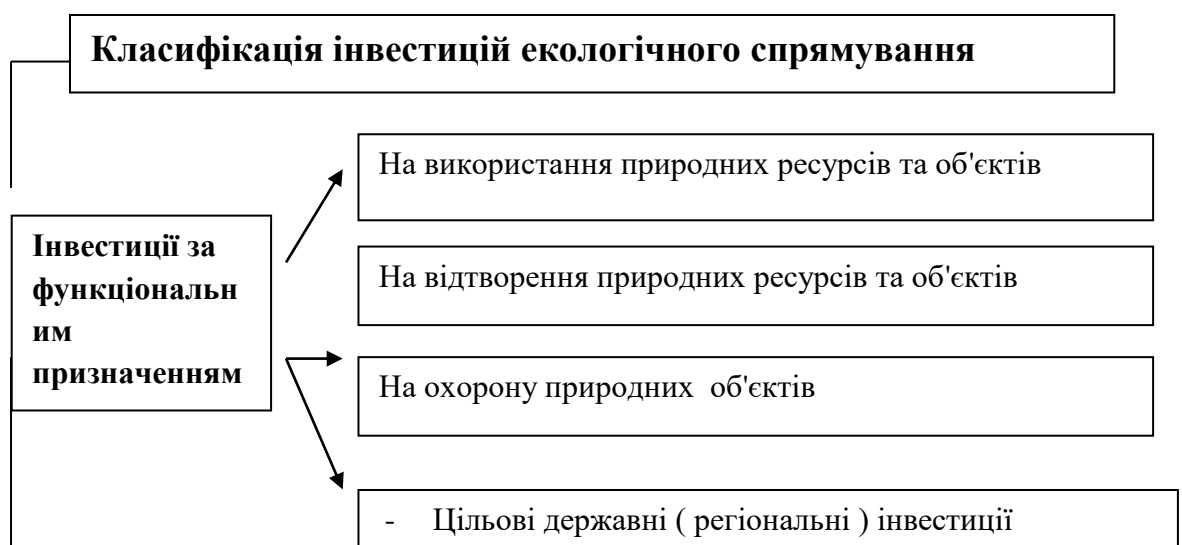 Класифікація інвестицій екологічного спрямування
На використання природних ресурсів та об'єктів
Інвестиції за
функціональн
им
призначенням
На відтворення природних ресурсів та об'єктів
На охорону природних об'єктів
- Цільові державні ( регіональні ) інвестиції